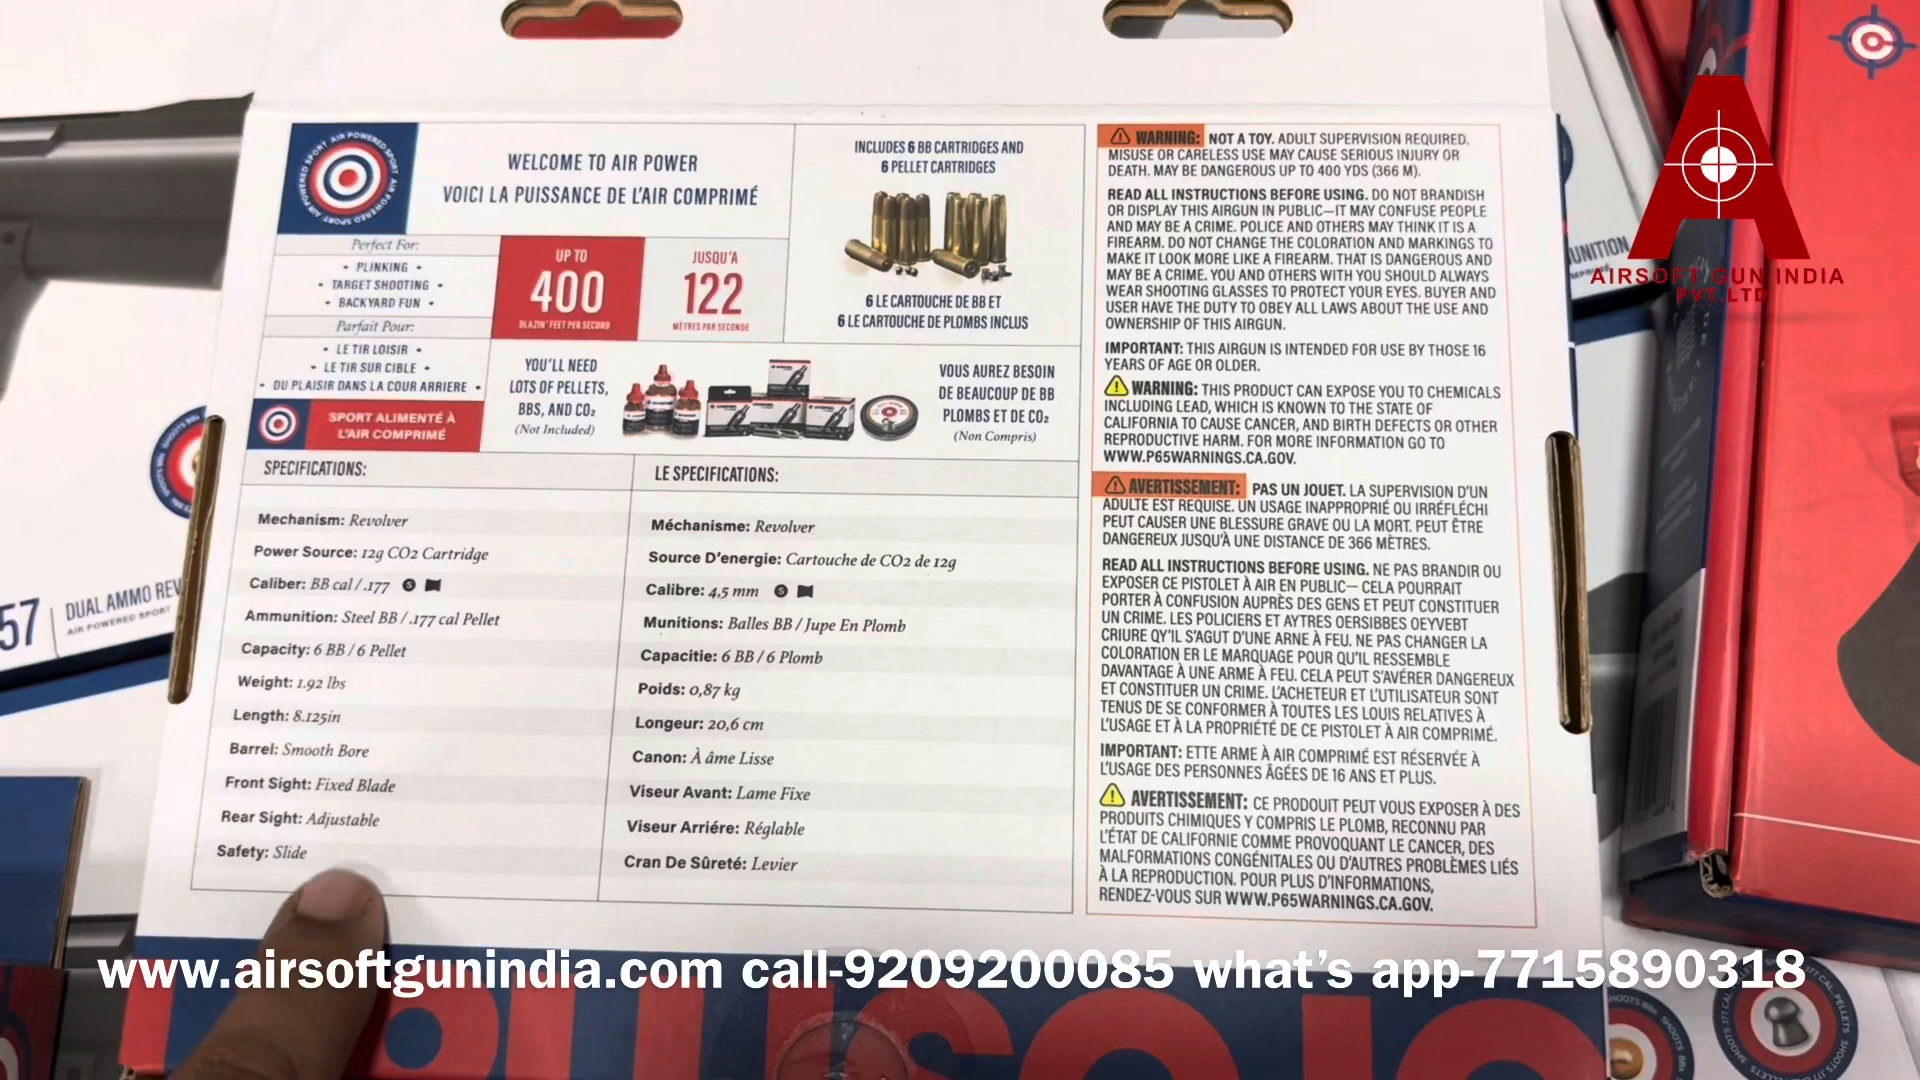 AIR POWERED SPORT AIR POWERED SPORT
WELCOME TO AIR POWER
VOICI LA PUISSANCE DE L'AIR COMPRIMÉ
Perfect For:
• PLINKING •
• TARGET SHOOTING •
• BACKYARD FUN •
Parfait Pour:
• LE TIR LOISIR •
• LE TIR SUR CIBLE •
• DU PLAISIR DANS LA COUR ARRIERE •
SPORT ALIMENTÉ À
L'AIR COMPRIMÉ
UP TO
400
BLAZIN' FEET PER SECOND
JUSQU'A
122
MÈTRES PAR SECONDE
INCLUDES 6 BB CARTRIDGES AND
6 PELLET CARTRIDGES
6 LE CARTOUCHE DE BB ET
6 LE CARTOUCHE DE PLOMBS INCLUS
YOU'LL NEED
LOTS OF PELLETS,
BBS, AND CO₂
(Not Included)
VOUS AUREZ BESOIN
DE BEAUCOUP DE BB
PLOMBS ET DE CO₂
(Non Compris)
SPECIFICATIONS:
Mechanism: Revolver
Power Source: 12g CO2 Cartridge
Caliber: BB cal / .177 S
Ammunition: Steel BB / .177 cal Pellet
Capacity: 6 BB / 6 Pellet
Weight: 1.92 lbs
Length: 8.125in
Barrel: Smooth Bore
Front Sight: Fixed Blade
Rear Sight: Adjustable
Safety: Slide
LE SPECIFICATIONS:
Méchanisme: Revolver
Source D'energie: Cartouche de CO2 de 12g
Calibre: 4,5 mm S
Munitions: Balles BB / Jupe En Plomb
Capacitie: 6 BB / 6 Plomb
Poids: 0,87 kg
Longeur: 20,6 cm
Canon: À âme Lisse
Viseur Avant: Lame Fixe
Viseur Arriére: Réglable
Cran De Sûreté: Levier
WARNING: NOT A TOY. ADULT SUPERVISION REQUIRED.
MISUSE OR CARELESS USE MAY CAUSE SERIOUS INJURY OR
DEATH. MAY BE DANGEROUS UP TO 400 YDS (366 M).
READ ALL INSTRUCTIONS BEFORE USING. DO NOT BRANDISH
OR DISPLAY THIS AIRGUN IN PUBLIC—IT MAY CONFUSE PEOPLE
AND MAY BE A CRIME. POLICE AND OTHERS MAY THINK IT IS A
FIREARM. DO NOT CHANGE THE COLORATION AND MARKINGS TO
MAKE IT LOOK MORE LIKE A FIREARM. THAT IS DANGEROUS AND
MAY BE A CRIME. YOU AND OTHERS WITH YOU SHOULD ALWAYS
WEAR SHOOTING GLASSES TO PROTECT YOUR EYES. BUYER AND
USER HAVE THE DUTY TO OBEY ALL LAWS ABOUT THE USE AND
OWNERSHIP OF THIS AIRGUN.
IMPORTANT: THIS AIRGUN IS INTENDED FOR USE BY THOSE 16
YEARS OF AGE OR OLDER.
WARNING: THIS PRODUCT CAN EXPOSE YOU TO CHEMICALS
INCLUDING LEAD, WHICH IS KNOWN TO THE STATE OF
CALIFORNIA TO CAUSE CANCER, AND BIRTH DEFECTS OR OTHER
REPRODUCTIVE HARM. FOR MORE INFORMATION GO TO
WWW.P65WARNINGS.CA.GOV.
AVERTISSEMENT: PAS UN JOUET. LA SUPERVISION D'UN
ADULTE EST REQUISE. UN USAGE INAPPROPRIÉ OU IRRÉFLÉCHI
PEUT CAUSER UNE BLESSURE GRAVE OU LA MORT. PEUT ÊTRE
DANGEREUX JUSQU'À UNE DISTANCE DE 366 MÈTRES.
READ ALL INSTRUCTIONS BEFORE USING. NE PAS BRANDIR OU
EXPOSER CE PISTOLET À AIR EN PUBLIC— CELA POURRAIT
PORTER À CONFUSION AUPRÈS DES GENS ET PEUT CONSTITUER
UN CRIME. LES POLICIERS ET AYTRES OERSIBBES OEYVEBT
CRIURE QY'IL S'AGUT D'UNE ARNE À FEU. NE PAS CHANGER LA
COLORATION ER LE MARQUAGE POUR QU'IL RESSEMBLE
DAVANTAGE À UNE ARME À FEU. CELA PEUT S'AVÉRER DANGEREUX
ET CONSTITUER UN CRIME. L'ACHETEUR ET L'UTILISATEUR SONT
TENUS DE SE CONFORMER À TOUTES LES LOUIS RELATIVES À
L'USAGE ET À LA PROPRIÉTÉ DE CE PISTOLET À AIR COMPRIMÉ.
IMPORTANT: ETTE ARME À AIR COMPRIMÉ EST RÉSERVÉE À
L'USAGE DES PERSONNES ÂGÉES DE 16 ANS ET PLUS.
AVERTISSEMENT: CE PRODOUIT PEUT VOUS EXPOSER À DES
PRODUITS CHIMIQUES Y COMPRIS LE PLOMB, RECONNU PAR
L'ÉTAT DE CALIFORNIE COMME PROVOQUANT LE CANCER, DES
MALFORMATIONS CONGÉNITALES OU D'AUTRES PROBLÈMES LIÉS
À LA REPRODUCTION. POUR PLUS D'INFORMATIONS,
RENDEZ-VOUS SUR WWW.P65WARNINGS.CA.GOV.
AIRSOFT GUN INDIA
PVT.LTD
UNITION
57 DUAL AMMO REV
AIR POWERED SPORT
www.airsoftgunindia.com call-9209200085 what's app-7715890318